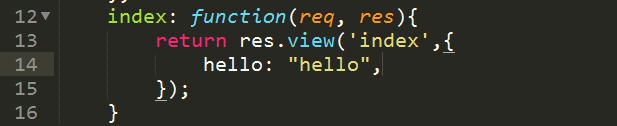 12 index: function(req, res){
13 return res.view('index',{
14 hello: "hello",
15 });
16 }